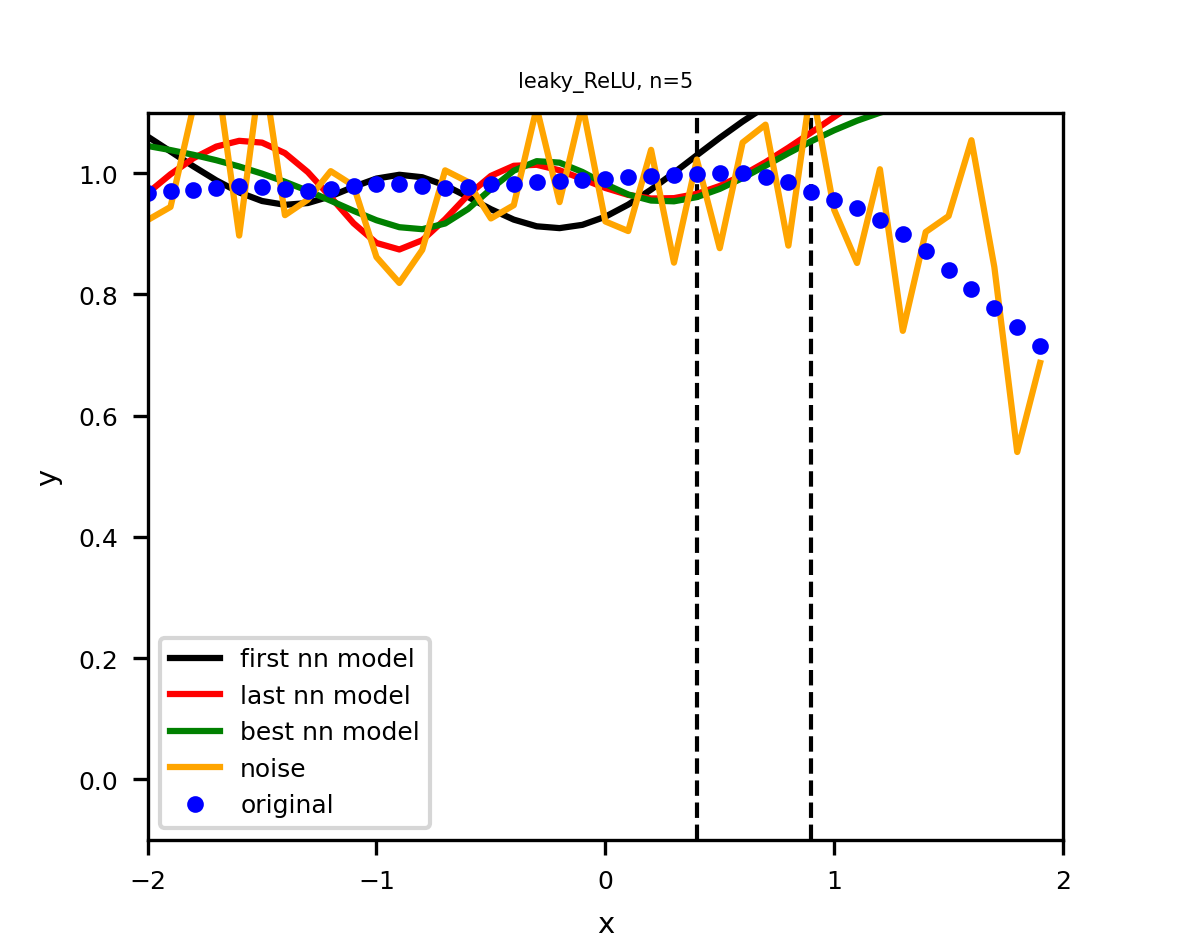 leaky_ReLU, n=5
1.0
0.8
0.6
0.4
0.2
0.0
y
first nn model
last nn model
best nn model
noise
original
−2
−1
0
1
2
x